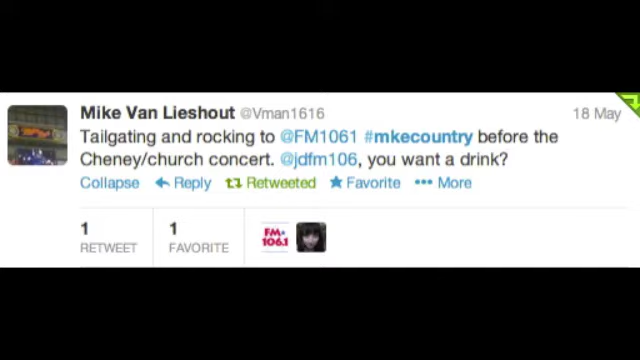 Mike Van Lieshout @Vman1616 18 May
Tailgating and rocking to @FM1061 #mkecountry before the
Cheney/church concert. @jdfm106, you want a drink?
Collapse Reply Retweeted Favorite More
1 1
RETWEET FAVORITE
FM
106.1